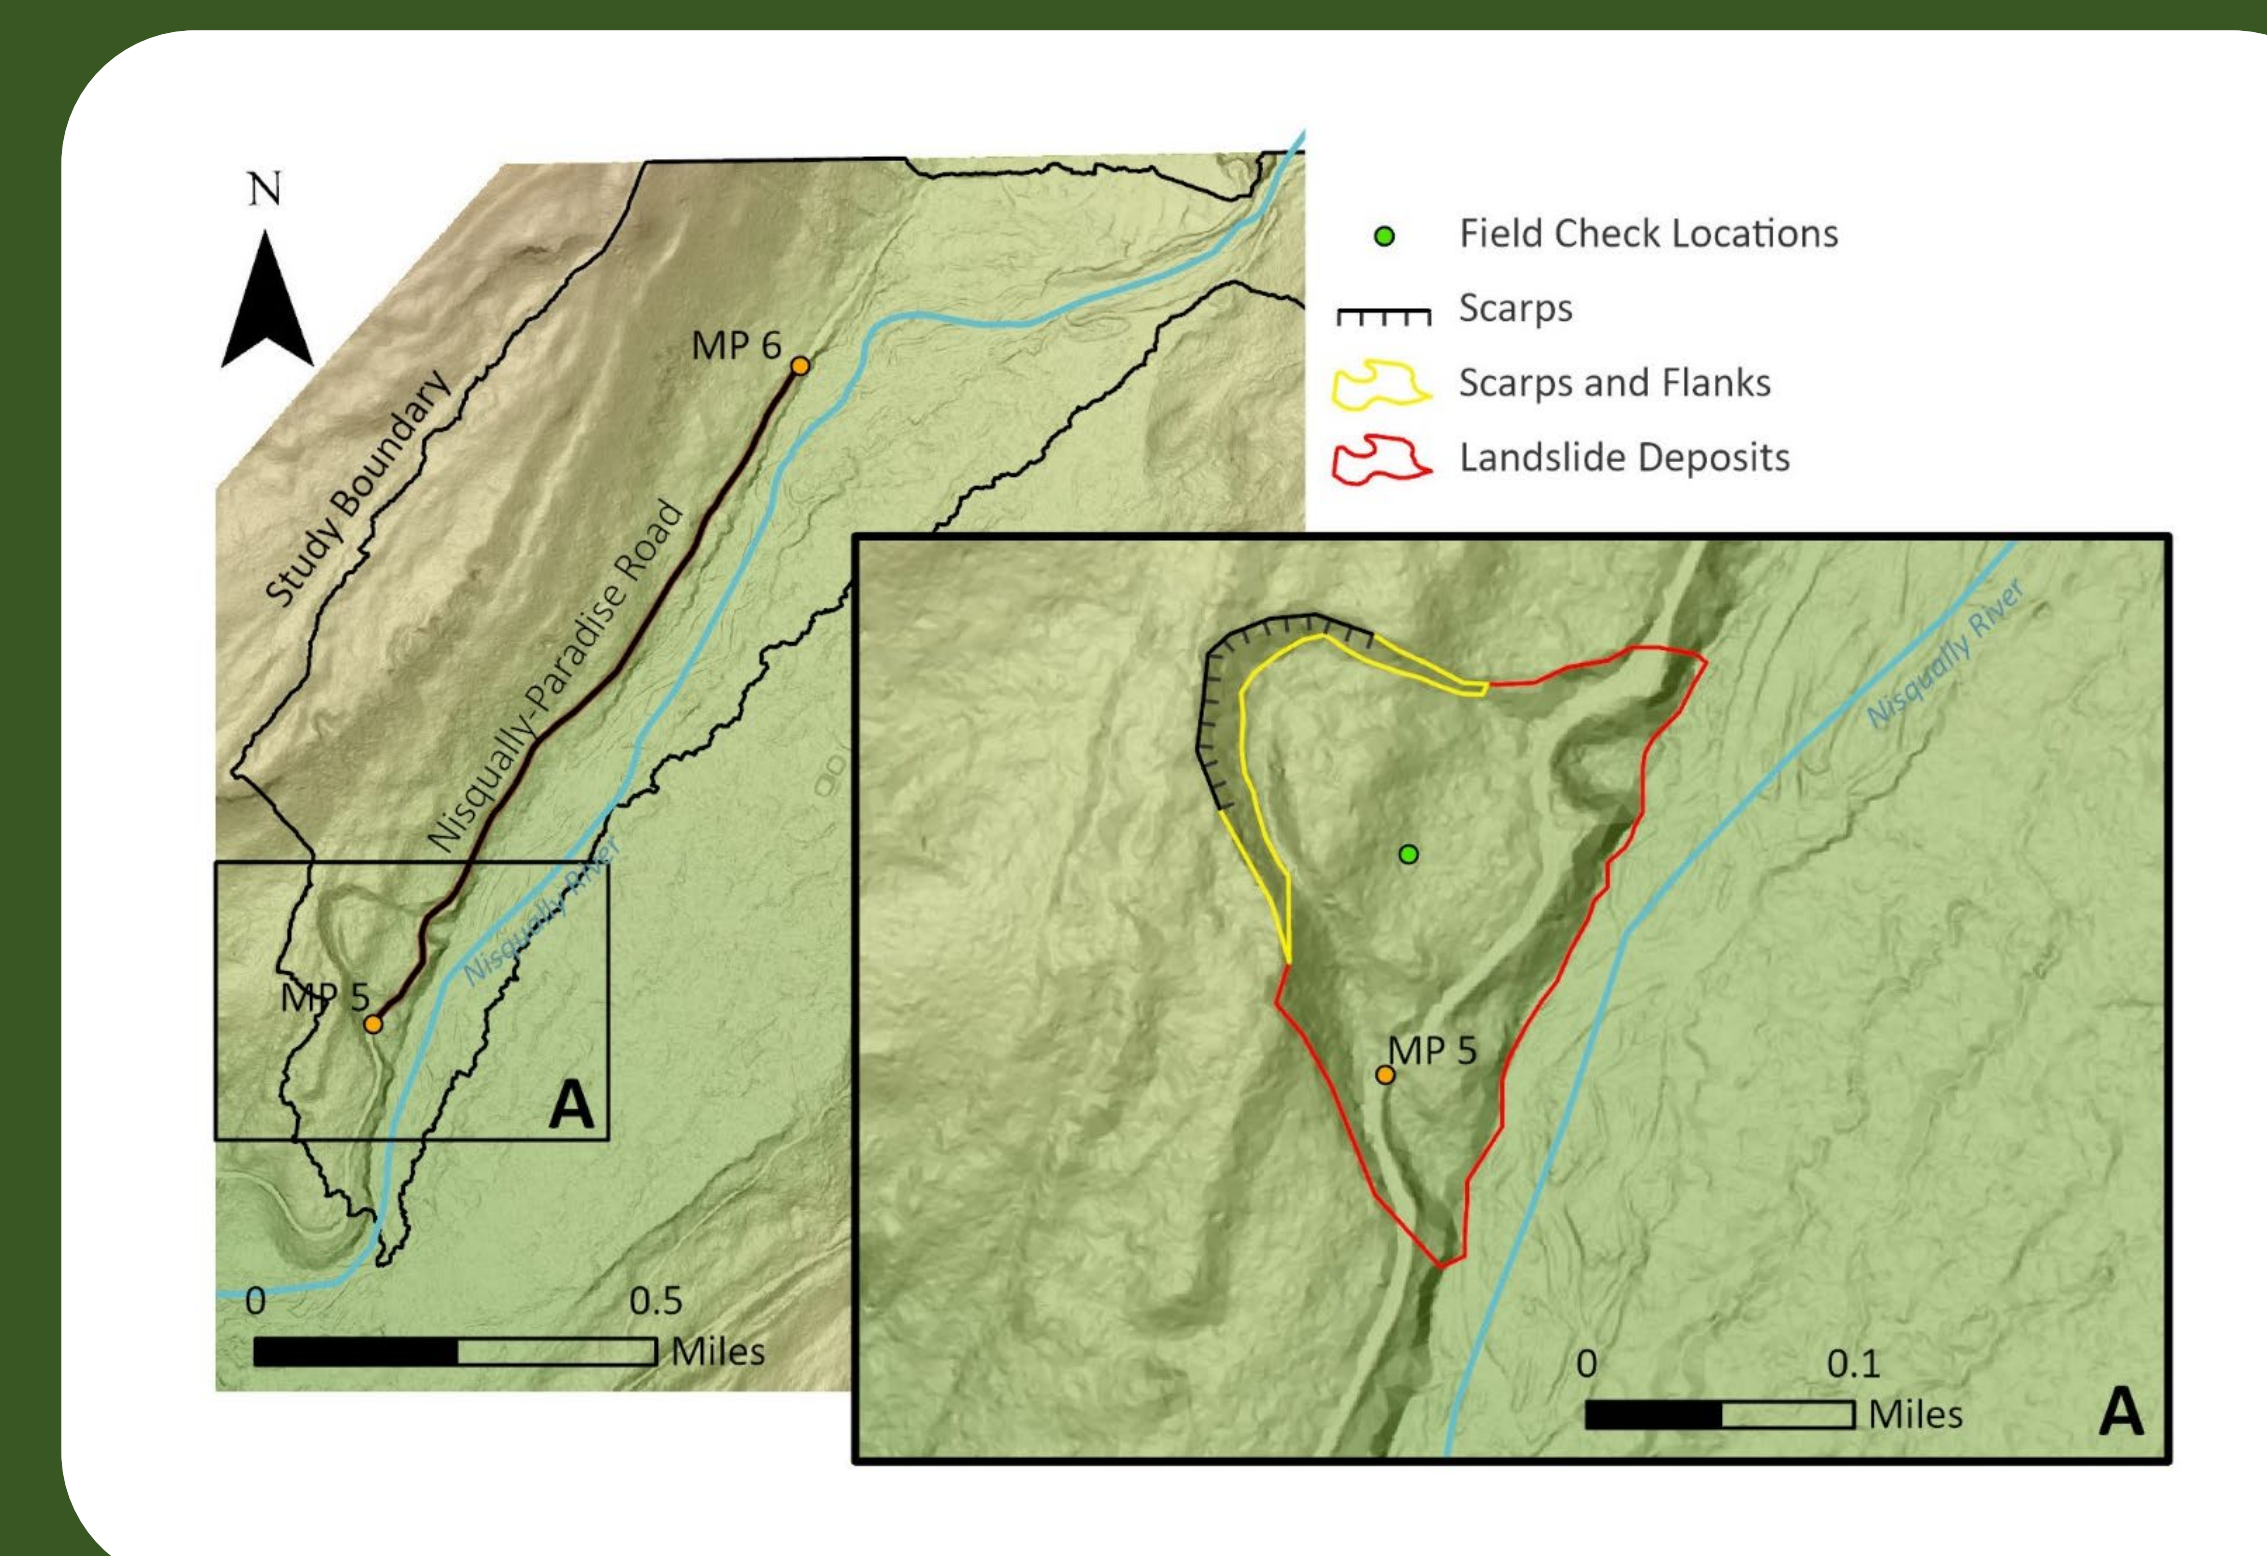 N
MP 6
Study Boundary
Nisqually-Paradise Road
Nisqually River
MP 5
A
0 0.5
Miles
Field Check Locations
Scarps
Scarps and Flanks
Landslide Deposits
Nisqually River
MP 5
0 0.1
Miles
A